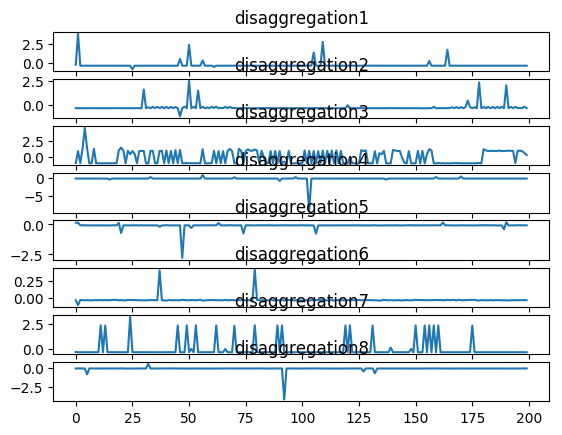 disaggregation1
2.5
0.0
disaggregation2
2.5
0.0
disaggregation3
2.5
0.0
disaggregation4
0
−5
disaggregation5
0.0
−2.5
disaggregation6
0.25
0.00
disaggregation7
2.5
0.0
disaggregation8
0.0
−2.5
0 25 50 75 100 125 150 175 200